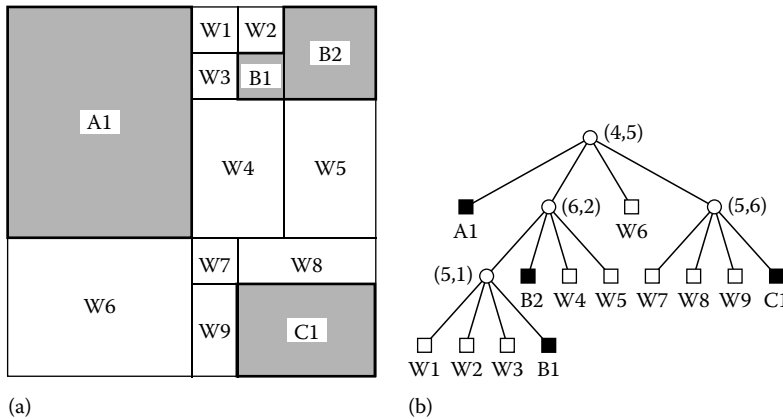 W1 W2
B2
W3 B1
A1
W4 W5
W6
W7 W8
W9 C1
(a)
(4,5)
A1 (6,2) W6 (5,6)
(5,1)
B2 W4 W5 W7 W8 W9 C1
W1 W2 W3 B1
(b)